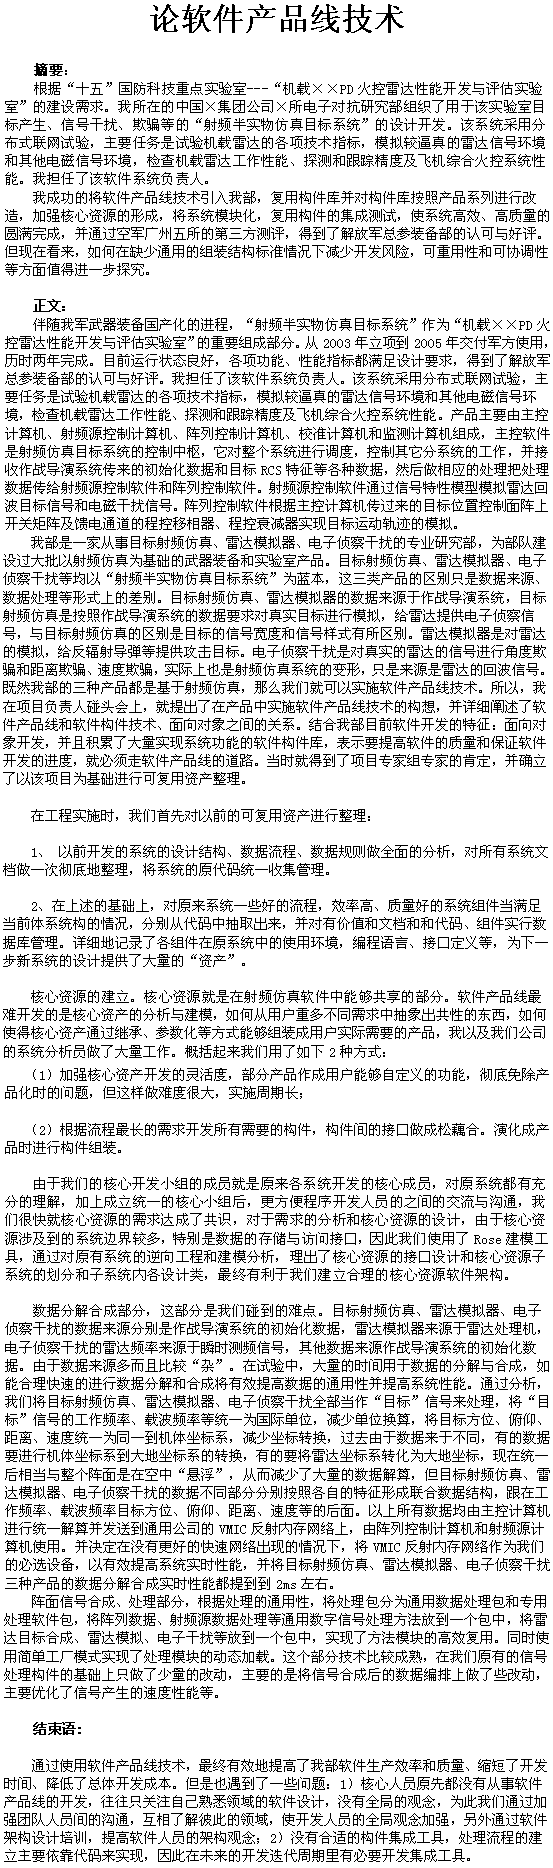 论软件产品线技术
摘要：
根据“十五”国防科技重点实验室---“机载××PD火控雷达性能开发与评估实验
室”的建设需求。我所在的中国×集团公司×所电子对抗研究部组织了用于该实验室目
标产生、信号干扰、欺骗等的“射频半实物仿真目标系统”的设计开发。该系统采用分
布式联网试验，主要任务是试验机载雷达的各项技术指标，模拟较逼真的雷达信号环境
和其他电磁信号环境，检查机载雷达工作性能、探测和跟踪精度及飞机综合火控系统性
能。我担任了该软件系统负责人。
我成功的将软件产品线技术引入我部，复用构件库并对构件库按照产品系列进行改
造，加强核心资源的形成，将系统模块化，复用构件的集成测试，使系统高效、高质量的
圆满完成，并通过空军广州五所的第三方测评，得到了解放军总参装备部的认可与好评。
但现在看来，如何在缺少通用的组装结构标准情况下减少开发风险，可重用性和可协调性
等方面值得进一步探究。
正文：
伴随我军武器装备国产化的进程，“射频半实物仿真目标系统”作为“机载××PD火
控雷达性能开发与评估实验室”的重要组成部分。从2003年立项到2005年交付军方使用，
历时两年完成。目前运行状态良好，各项功能、性能指标都满足设计要求，得到了解放军
总参装备部的认可与好评。我担任了该软件系统负责人。该系统采用分布式联网试验，主
要任务是试验机载雷达的各项技术指标，模拟较逼真的雷达信号环境和其他电磁信号环
境，检查机载雷达工作性能、探测和跟踪精度及飞机综合火控系统性能。产品主要由主控
计算机、射频源控制计算机、阵列控制计算机、校准计算机和监测计算机组成，主控软件
是射频仿真目标系统的控制中枢，它对整个系统进行调度，控制其它分系统的工作，并接
收作战导演系统传来的初始化数据和目标RCS特征等各种数据，然后做相应的处理把处理
数据传给射频源控制软件和阵列控制软件。射频源控制软件通过信号特性模型模拟雷达回
波目标信号和电磁干扰信号。阵列控制软件根据主控计算机传过来的目标位置控制面阵上
开关矩阵及馈电通道的程控移相器、程控衰减器实现目标运动轨迹的模拟。
我部是一家从事目标射频仿真、雷达模拟器、电子侦察干扰的专业研究部，为部队建
设过大批以射频仿真为基础的武器装备和实验室产品。目标射频仿真、雷达模拟器、电子
侦察干扰等均以“射频半实物仿真目标系统”为蓝本，这三类产品的区别只是数据来源、
数据处理等形式上的差别。目标射频仿真、雷达模拟器的数据来源于作战导演系统，目标
射频仿真是按照作战导演系统的数据要求对真实目标进行模拟，给雷达提供电子侦察信
号，与目标射频仿真的区别是目标的信号宽度和信号样式有所区别。雷达模拟器是对雷达
的模拟，给反辐射导弹等提供攻击目标。电子侦察干扰是对真实的雷达的信号进行角度欺
骗和距离欺骗、速度欺骗，实际上也是射频仿真系统的变形，只是来源是雷达的回波信号。
既然我部的三种产品都是基于射频仿真，那么我们就可以实施软件产品线技术。所以，我
在项目负责人碰头会上，就提出了在产品中实施软件产品线技术的构想，并详细阐述了软
件产品线和软件构件技术、面向对象之间的关系。结合我部目前软件开发的特征：面向对
象开发，并且积累了大量实现系统功能的软件构件库，表示要提高软件的质量和保证软件
开发的进度，就必须走软件产品线的道路。当时就得到了项目专家组专家的肯定，并确立
了以该项目为基础进行可复用资产整理。
在工程实施时，我们首先对以前的可复用资产进行整理：
1、 以前开发的系统的设计结构、数据流程、数据规则做全面的分析，对所有系统文
档做一次彻底地整理，将系统的原代码统一收集管理。
2、在上述的基础上，对原来系统一些好的流程，效率高、质量好的系统组件当满足
当前体系统构的情况，分别从代码中抽取出来，并对有价值和文档和和代码、组件实行数
据库管理。详细地记录了各组件在原系统中的使用环境，编程语言、接口定义等，为下一
步新系统的设计提供了大量的“资产”。
核心资源的建立。核心资源就是在射频仿真软件中能够共享的部分。软件产品线最
难开发的是核心资产的分析与建模，如何从用户重多不同需求中抽象出共性的东西，如何
使得核心资产通过继承、参数化等方式能够组装成用户实际需要的产品，我以及我们公司
的系统分析员做了大量工作。概括起来我们用了如下2种方式：
（1）加强核心资产开发的灵活度，部分产品作成用户能够自定义的功能，彻底免除产
品化时的问题，但这样做难度很大，实施周期长；
（2）根据流程最长的需求开发所有需要的构件，构件间的接口做成松藕合。演化成产
品时进行构件组装。
由于我们的核心开发小组的成员就是原来各系统开发的核心成员，对原系统都有充
分的理解，加上成立统一的核心小组后，更方便程序开发人员的之间的交流与沟通，我
们很快就核心资源的需求达成了共识，对于需求的分析和核心资源的设计，由于核心资
源涉及到的系统边界较多，特别是数据的存储与访问接口，因此我们使用了Rose建模工
具，通过对原有系统的逆向工程和建模分析，理出了核心资源的接口设计和核心资源子
系统的划分和子系统内各设计类，最终有利于我们建立合理的核心资源软件架构。
数据分解合成部分，这部分是我们碰到的难点。目标射频仿真、雷达模拟器、电子
侦察干扰的数据来源分别是作战导演系统的初始化数据，雷达模拟器来源于雷达处理机，
电子侦察干扰的雷达频率来源于瞬时测频信号，其他数据来源作战导演系统的初始化数
据。由于数据来源多而且比较“杂”。在试验中，大量的时间用于数据的分解与合成，如
能合理快速的进行数据分解和合成将有效提高数据的通用性并提高系统性能。通过分析，
我们将目标射频仿真、雷达模拟器、电子侦察干扰全部当作“目标”信号来处理，将“目
标”信号的工作频率、载波频率等统一为国际单位，减少单位换算，将目标方位、俯仰、
距离、速度统一为同一到机体坐标系，减少坐标转换，过去由于数据来于不同，有的数据
要进行机体坐标系到大地坐标系的转换，有的要将雷达坐标系转化为大地坐标，现在统一
后相当与整个阵面是在空中“悬浮”，从而减少了大量的数据解算，但目标射频仿真、雷
达模拟器、电子侦察干扰的数据不同部分分别按照各自的特征形成联合数据结构，跟在工
作频率、载波频率目标方位、俯仰、距离、速度等的后面。以上所有数据均由主控计算机
进行统一解算并发送到通用公司的VMIC反射内存网络上，由阵列控制计算机和射频源计
算机使用。并决定在没有更好的快速网络出现的情况下，将VMIC反射内存网络作为我们
的必选设备，以有效提高系统实时性能，并将目标射频仿真、雷达模拟器、电子侦察干扰
三种产品的数据分解合成实时性能都提到到2ms左右。
阵面信号合成、处理部分，根据处理的通用性，将处理包分为通用数据处理包和专用
处理软件包，将阵列数据、射频源数据处理等通用数字信号处理方法放到一个包中，将雷
达目标合成、雷达模拟、电子干扰等放到一个包中，实现了方法模块的高效复用。同时使
用简单工厂模式实现了处理模块的动态加载。这个部分技术比较成熟，在我们原有的信号
处理构件的基础上只做了少量的改动，主要的是将信号合成后的数据编排上做了些改动，
主要优化了信号产生的速度性能等。
结束语：
通过使用软件产品线技术，最终有效地提高了我部软件生产效率和质量、缩短了开发
时间、降低了总体开发成本。但是也遇到了一些问题：1）核心人员原先都没有从事软件
产品线的开发，往往只关注自己熟悉领域的软件设计，没有全局的观念，为此我们通过加
强团队人员间的沟通，互相了解彼此的领域，使开发人员的全局观念加强，另外通过软件
架构设计培训，提高软件人员的架构观念；2）没有合适的构件集成工具，处理流程的建
立主要依靠代码来实现，因此在未来的开发迭代周期里有必要开发集成工具。